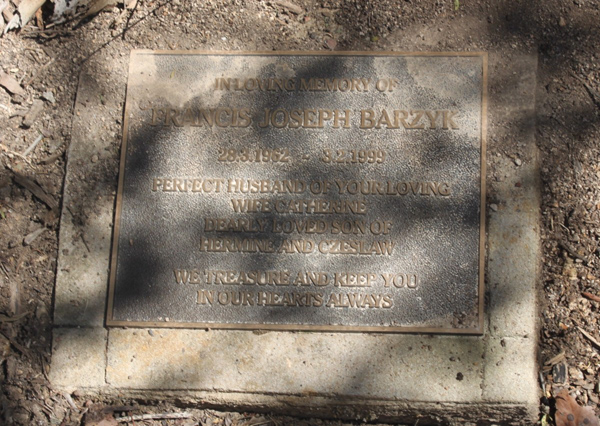 IN LOVING MEMORY OF
FRANCIS JOSEPH BARZYK
28.3.1962 - 8.2.1999
PERFECT HUSBAND OF YOUR LOVING
WIFE CATHERINE
DEARLY LOVED SON OF
HERMINE AND CZESLAW
WE TREASURE AND KEEP YOU
IN OUR HEARTS ALWAYS